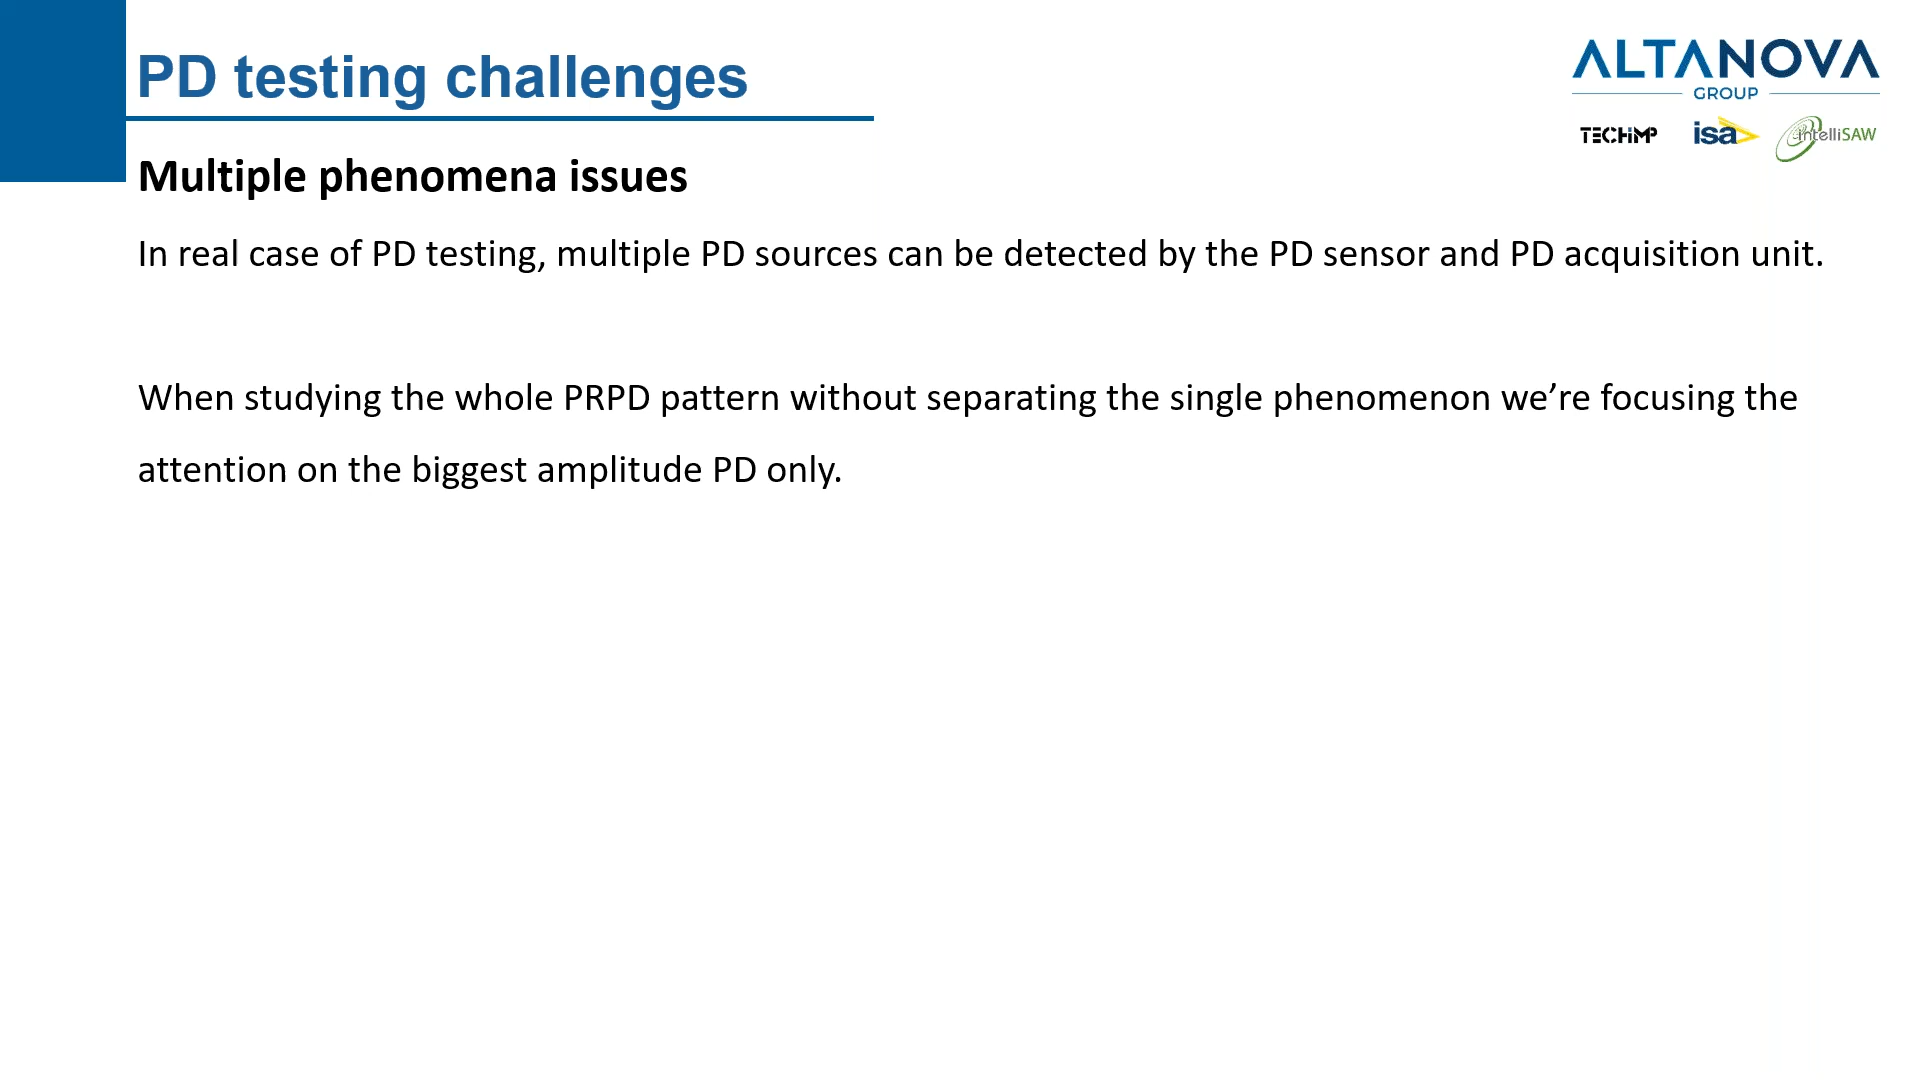 PD testing challenges
ALTANOVA
GROUP
TECHIMP isa intelliSAW
Multiple phenomena issues
In real case of PD testing, multiple PD sources can be detected by the PD sensor and PD acquisition unit.
When studying the whole PRPD pattern without separating the single phenomenon we’re focusing the
attention on the biggest amplitude PD only.